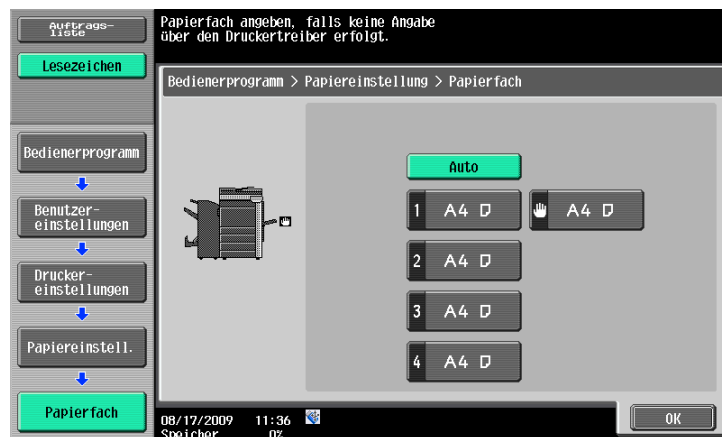 Auftrags-
liste
Papierfach angeben, falls keine Angabe
über den Druckertreiber erfolgt.
Lesezeichen
Bedienerprogramm > Papiereinstellung > Papierfach
Bedienerprogramm
Benutzer-
einstellungen
Drucker-
einstellungen
Papiereinstell.
Papierfach
Auto
1 A4
A4
2 A4
3 A4
4 A4
08/17/2009 11:36
Speicher 0%
OK